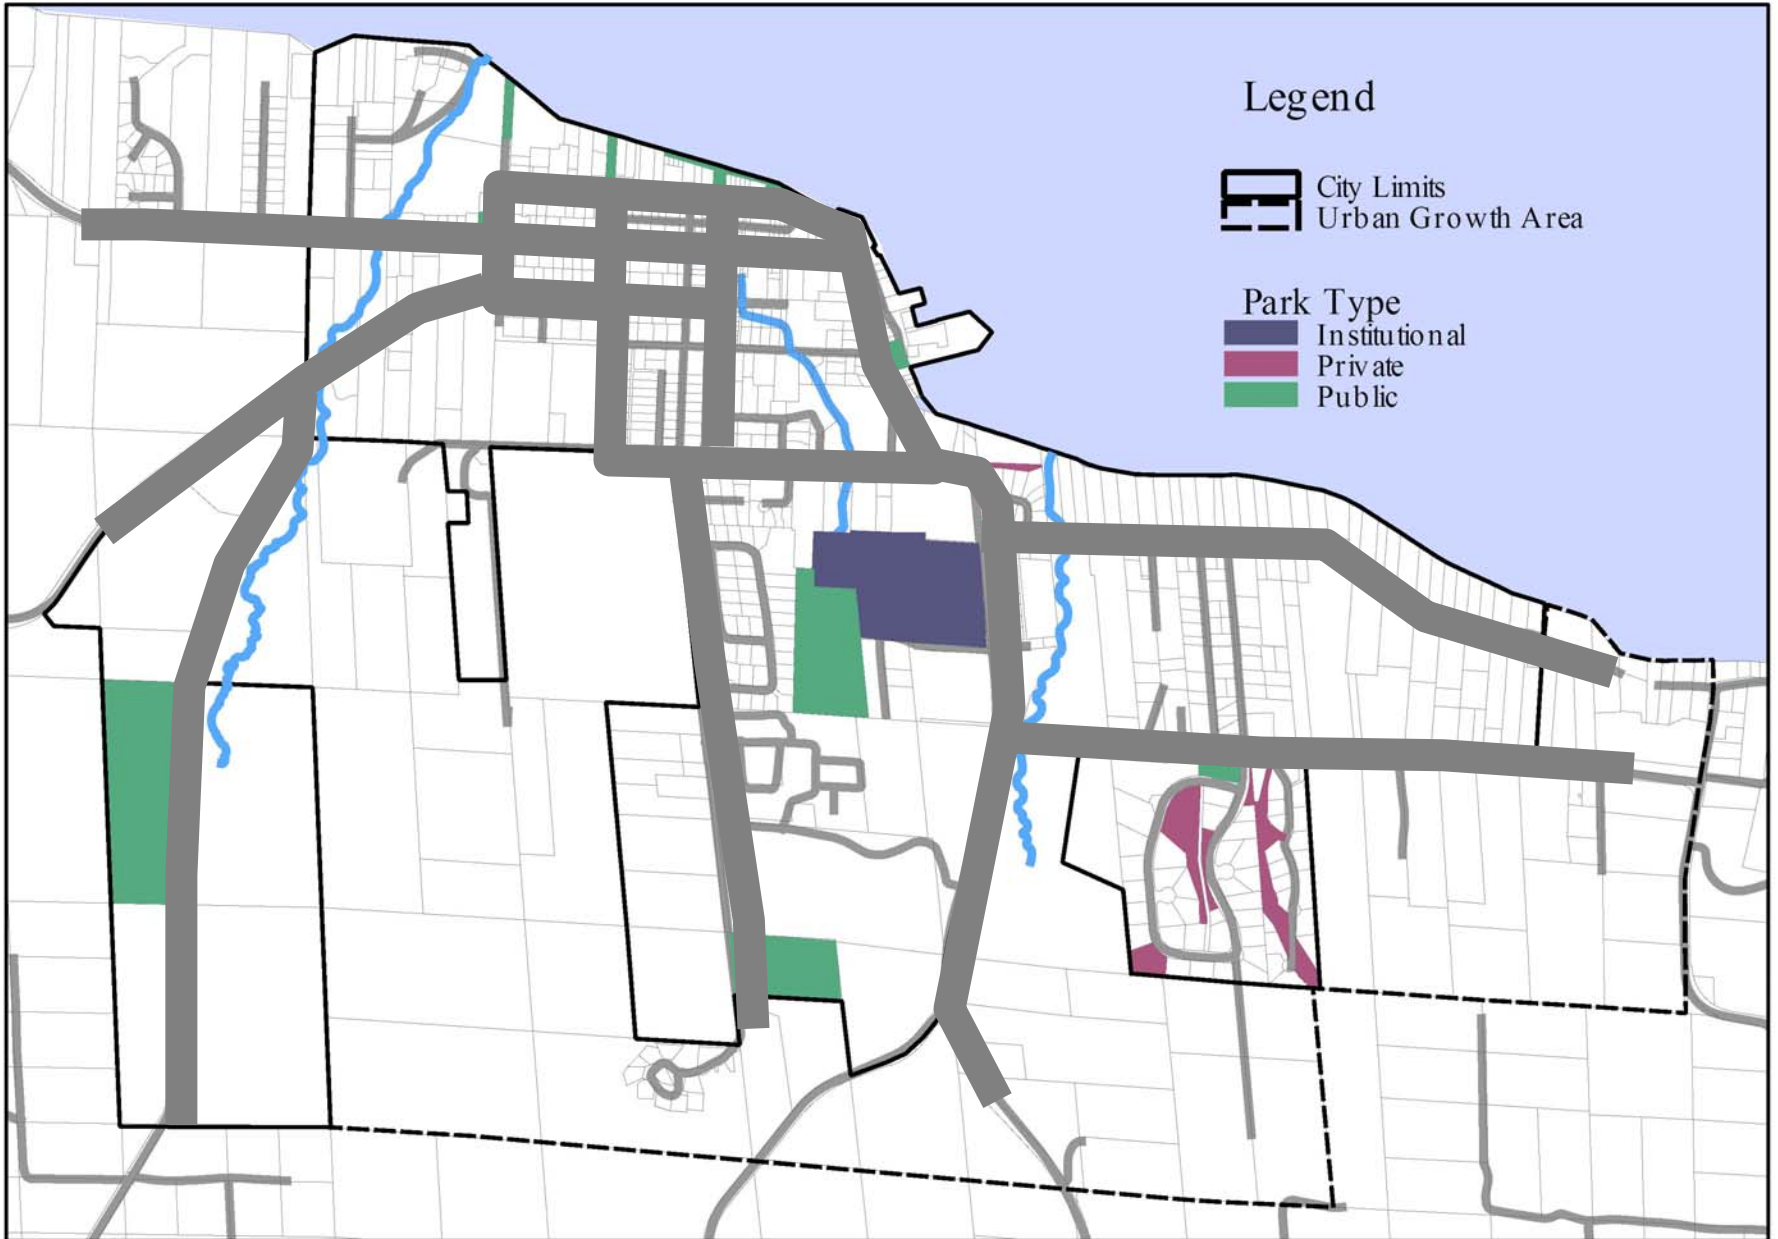 Legend
City Limits
Urban Growth Area
Park Type
Institutional
Private
Public